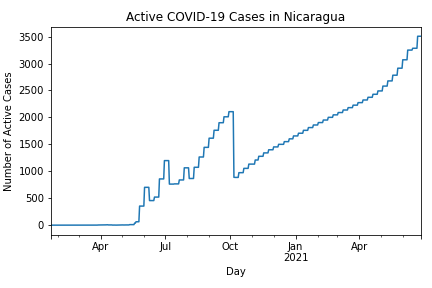 Active COVID-19 Cases in Nicaragua
Number of Active Cases
3500
3000
2500
2000
1500
1000
500
0
Apr Jul Oct Jan Apr
2021
Day